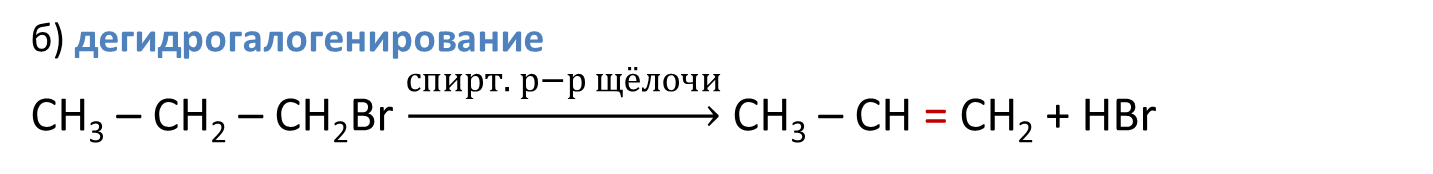 б) дегидрогалогенирование
спирт. р−р щёлочи
CH₃ – CH₂ – CH₂Br ⟶ CH₃ – CH = CH₂ + HBr